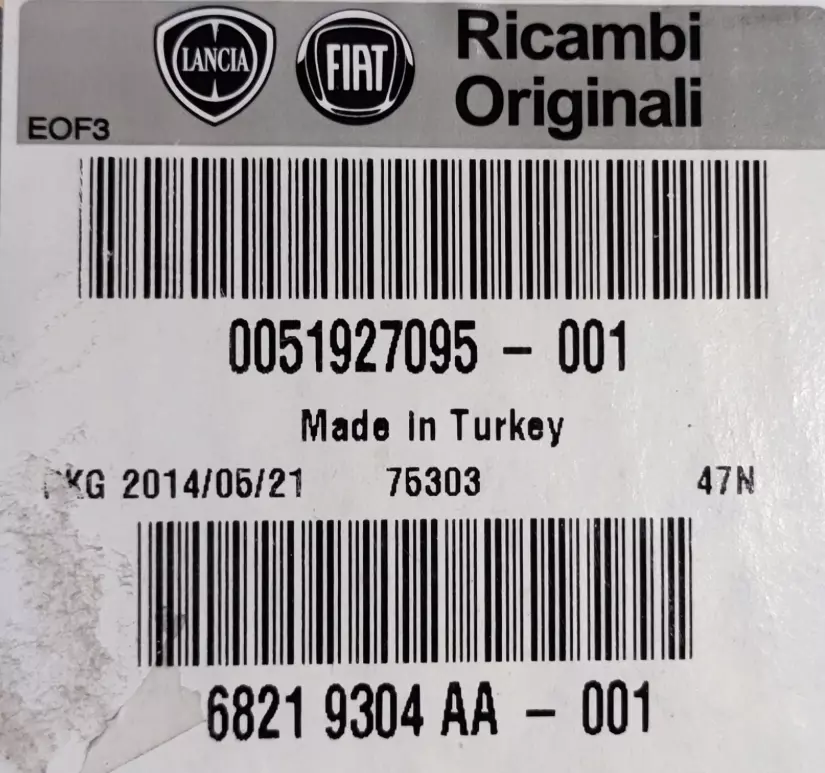 LANCIA FIAT Ricambi
Originali
EOF3
0051927095 - 001
Made in Turkey
PKG 2014/05/21 75303 47N
6821 9304 AA - 001